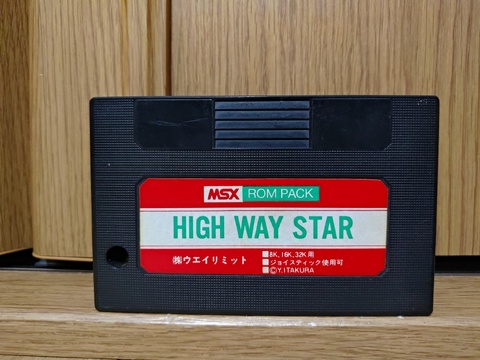 MSX ROM PACK
HIGH WAY STAR
㈱ウエイリミット
■8K,16K,32K用
■ジョイスティック使用可
■©Y.ITAKURA